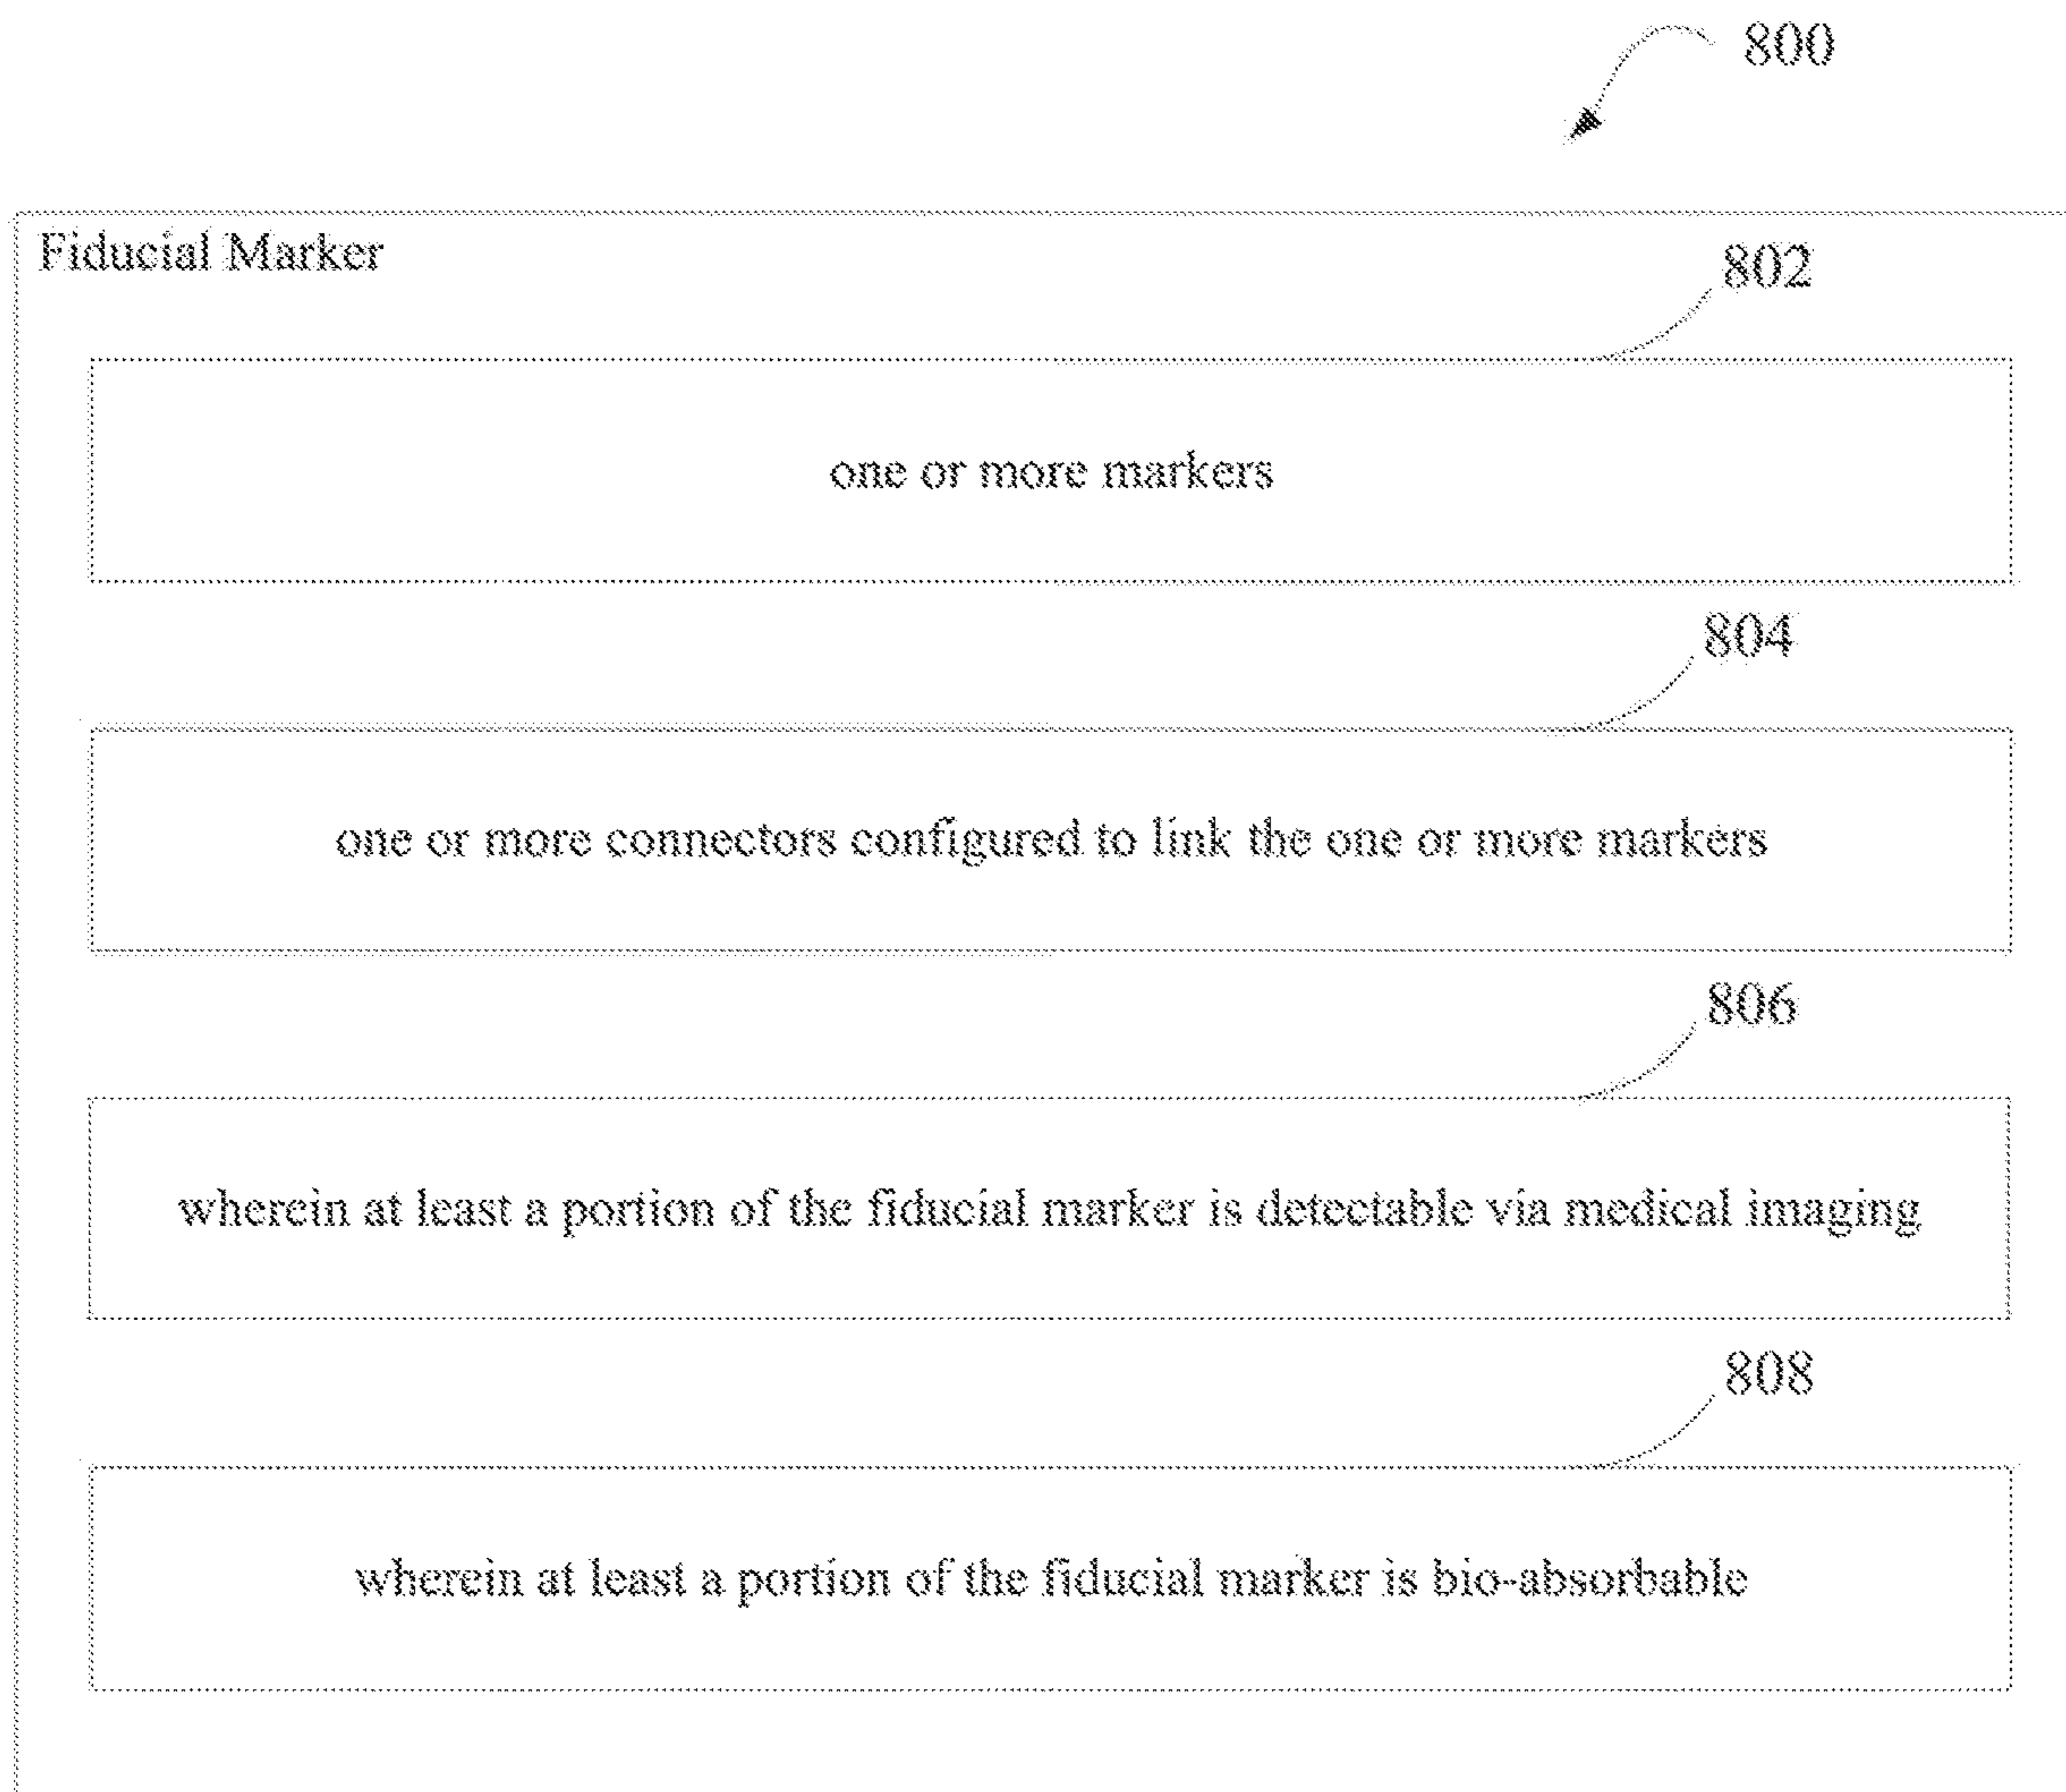 800
Fiducial Marker
802
one or more markers
804
one or more connectors configured to link the one or more markers
806
wherein at least a portion of the fiducial marker is detectable via medical imaging
808
wherein at least a portion of the fiducial marker is bio-absorbable